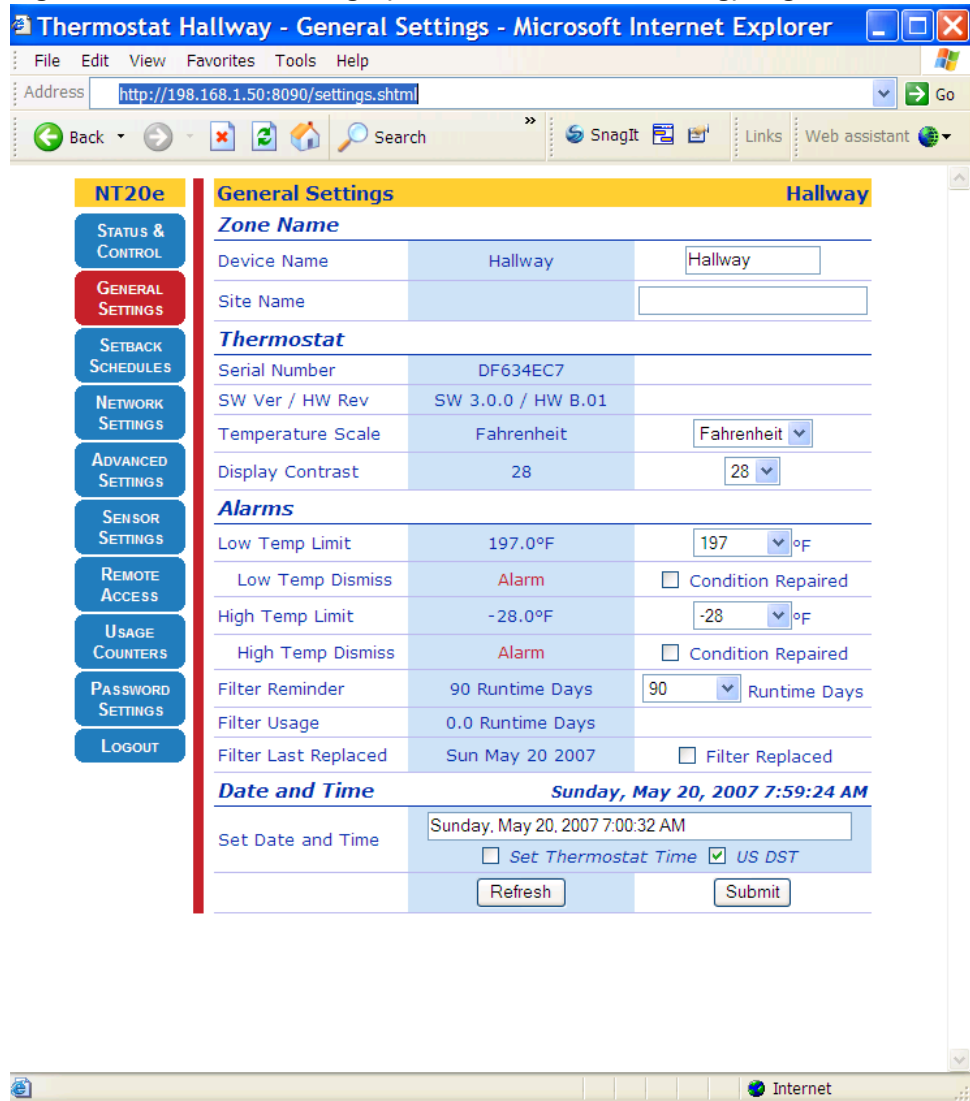 Thermostat Hallway - General Settings - Microsoft Internet Explorer
File Edit View Favorites Tools Help
Address http://198.168.1.50:8090/settings.shtml Go
Back Search » SnagIt Links Web assistant
NT20e General Settings Hallway
STATUS & CONTROL
GENERAL SETTINGS
SETBACK SCHEDULES
NETWORK SETTINGS
ADVANCED SETTINGS
SENSOR SETTINGS
REMOTE ACCESS
USAGE COUNTERS
PASSWORD SETTINGS
LOGOUT
Zone Name
Device Name Hallway Hallway
Site Name
Thermostat
Serial Number DF634EC7
SW Ver / HW Rev SW 3.0.0 / HW B.01
Temperature Scale Fahrenheit Fahrenheit
Display Contrast 28 28
Alarms
Low Temp Limit 197.0ºF 197 ºF
Low Temp Dismiss Alarm Condition Repaired
High Temp Limit -28.0ºF -28 ºF
High Temp Dismiss Alarm Condition Repaired
Filter Reminder 90 Runtime Days 90 Runtime Days
Filter Usage 0.0 Runtime Days
Filter Last Replaced Sun May 20 2007 Filter Replaced
Date and Time Sunday, May 20, 2007 7:59:24 AM
Set Date and Time Sunday, May 20, 2007 7:00:32 AM
Set Thermostat Time US DST
Refresh Submit
Internet